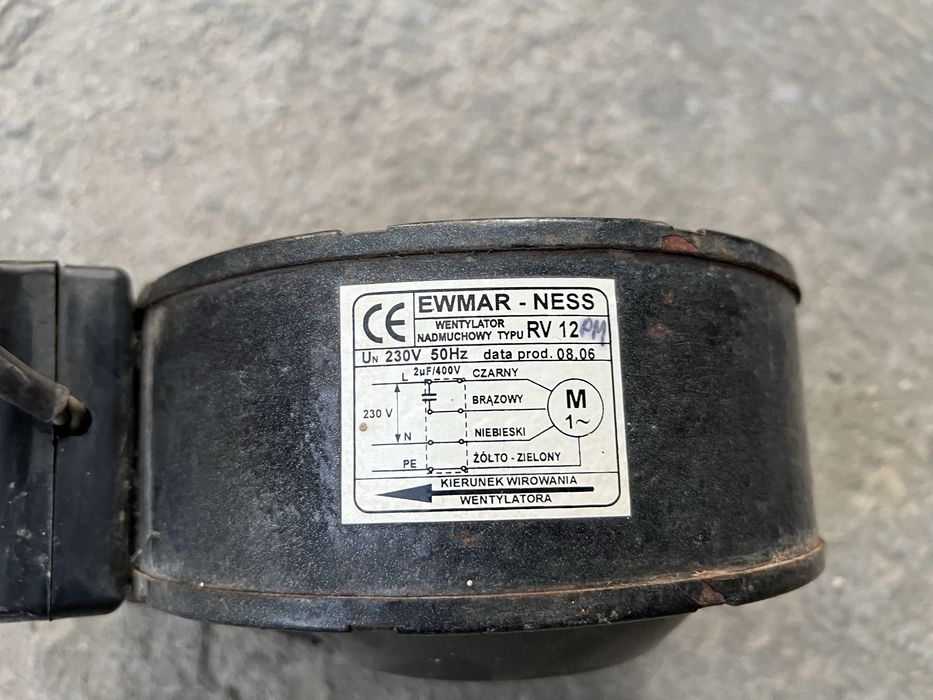 CE EWMAR - NESS
WENTYLATOR
NADMUCHOWY TYPU RV 12 PM
UN 230V 50Hz data prod. 08.06
2uF/400V
L CZARNY
BRĄZOWY
230 V
M
1~
N NIEBIESKI
PE ŻÓŁTO - ZIELONY
KIERUNEK WIROWANIA
WENTYLATORA